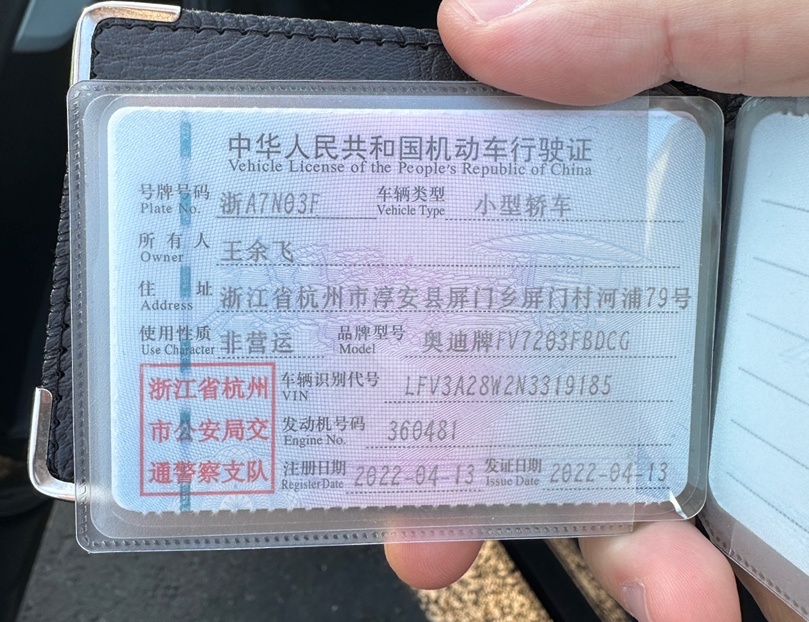 中华人民共和国机动车行驶证
Vehicle License of the People's Republic of China
号牌号码 浙A7N03F 车辆类型 小型轿车
Plate No. Vehicle Type
所有人 王余飞
Owner
住址 浙江省杭州市淳安县屏门乡屏门村河浦79号
Address
使用性质 非营运 品牌型号 奥迪牌FV7203FBDCG
Use Character Model
浙江省杭州 车辆识别代号 LFV3A28W2N3319185
VIN
市公安局交 发动机号码 360481
Engine No.
通警察支队 注册日期 2022-04-13 发证日期 2022-04-13
Register Date Issue Date